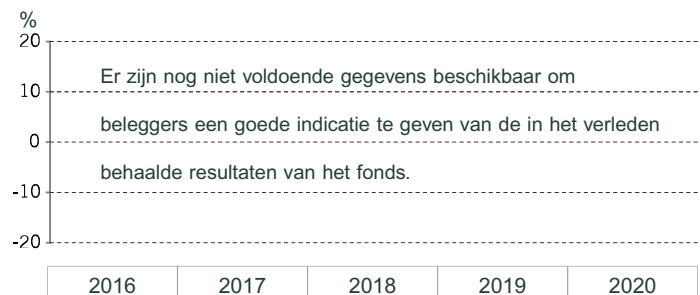 %
20
Er zijn nog niet voldoende gegevens beschikbaar om
10
beleggers een goede indicatie te geven van de in het verleden
0
behaalde resultaten van het fonds.
-10
-20
2016 2017 2018 2019 2020